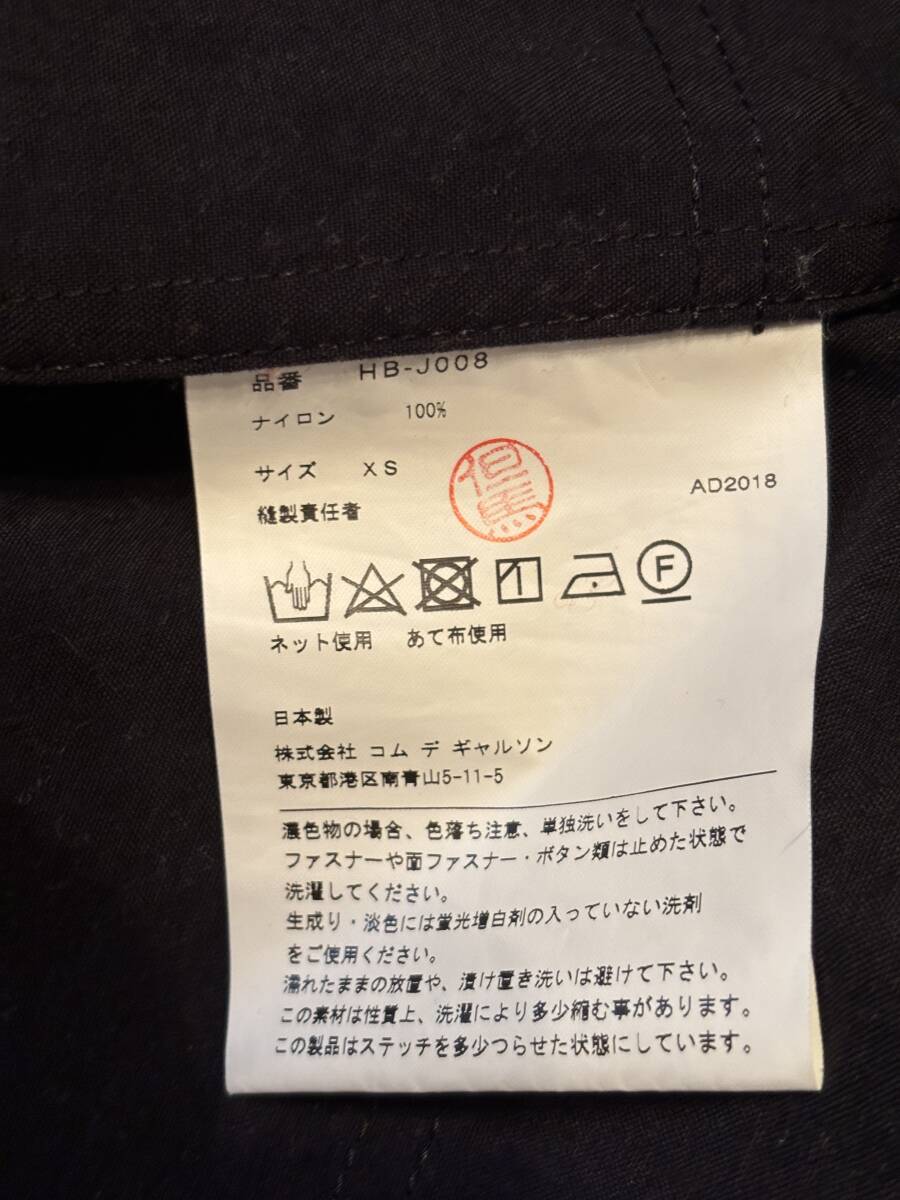 品番 HB-J008
ナイロン 100%
サイズ XS
AD2018
縫製責任者
1
F
ネット使用 あて布使用
日本製
株式会社 コム デ ギャルソン
東京都港区南青山5-11-5
濃色物の場合、色落ち注意、単独洗いをして下さい。
ファスナーや面ファスナー・ボタン類は止めた状態で
洗濯してください。
生成り・淡色には蛍光増白剤の入っていない洗剤
をご使用ください。
濡れたままの放置や、漬け置き洗いは避けて下さい。
この素材は性質上、洗濯により多少縮む事があります。
この製品はステッチを多少つらせた状態にしています。